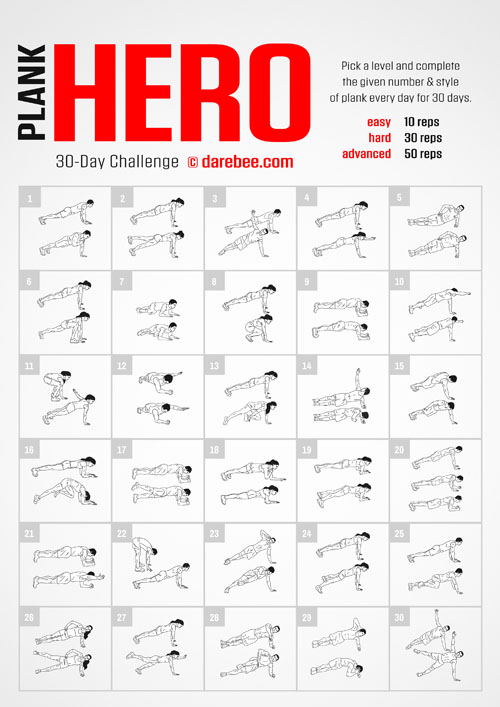 PLANK
HERO
30-Day Challenge © darebee.com
Pick a level and complete
the given number & style
of plank every day for 30 days.
easy 10 reps
hard 30 reps
advanced 50 reps
1 2 3 4 5
6 7 8 9 10
11 12 13 14 15
16 17 18 19 20
21 22 23 24 25
26 27 28 29 30